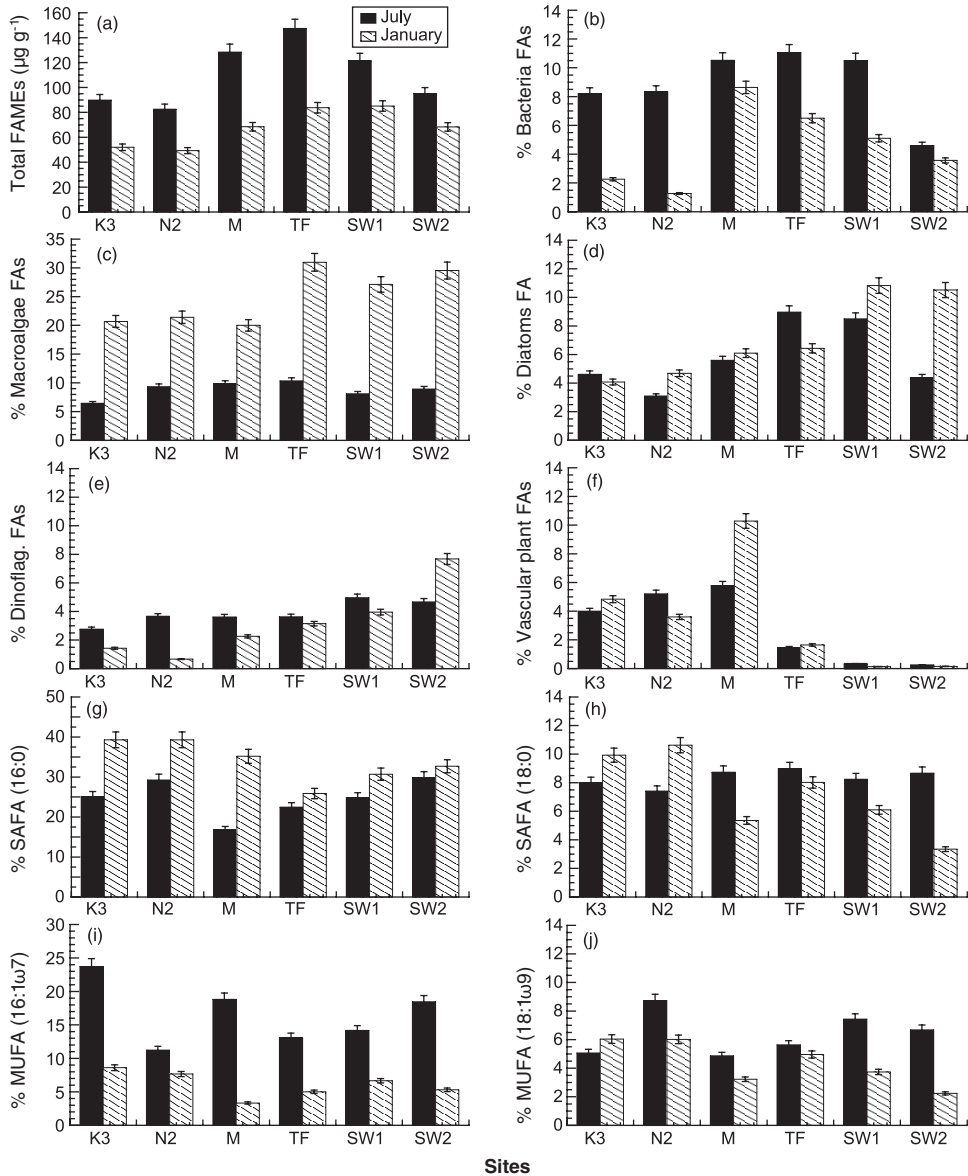 (a)
July
January
Total FAMEs (µg g⁻¹)
160
140
120
100
80
60
40
20
0
K3 N2 M TF SW1 SW2
(b)
% Bacteria FAs
14
12
10
8
6
4
2
0
K3 N2 M TF SW1 SW2
(c)
% Macroalgae FAs
35
30
25
20
15
10
5
0
K3 N2 M TF SW1 SW2
(d)
% Diatoms FA
14
12
10
8
6
4
2
0
K3 N2 M TF SW1 SW2
(e)
% Dinoflag. FAs
14
12
10
8
6
4
2
0
K3 N2 M TF SW1 SW2
(f)
% Vascular plant FAs
14
12
10
8
6
4
2
0
K3 N2 M TF SW1 SW2
(g)
% SAFA (16:0)
50
40
30
30
10
0
K3 N2 M TF SW1 SW2
(h)
% SAFA (18:0)
14
12
10
8
6
4
2
0
K3 N2 M TF SW1 SW2
(i)
% MUFA (16:1ω7)
30
25
20
15
10
5
0
K3 N2 M TF SW1 SW2
(j)
% MUFA (18:1ω9)
14
12
10
8
6
4
2
0
K3 N2 M TF SW1 SW2
Sites